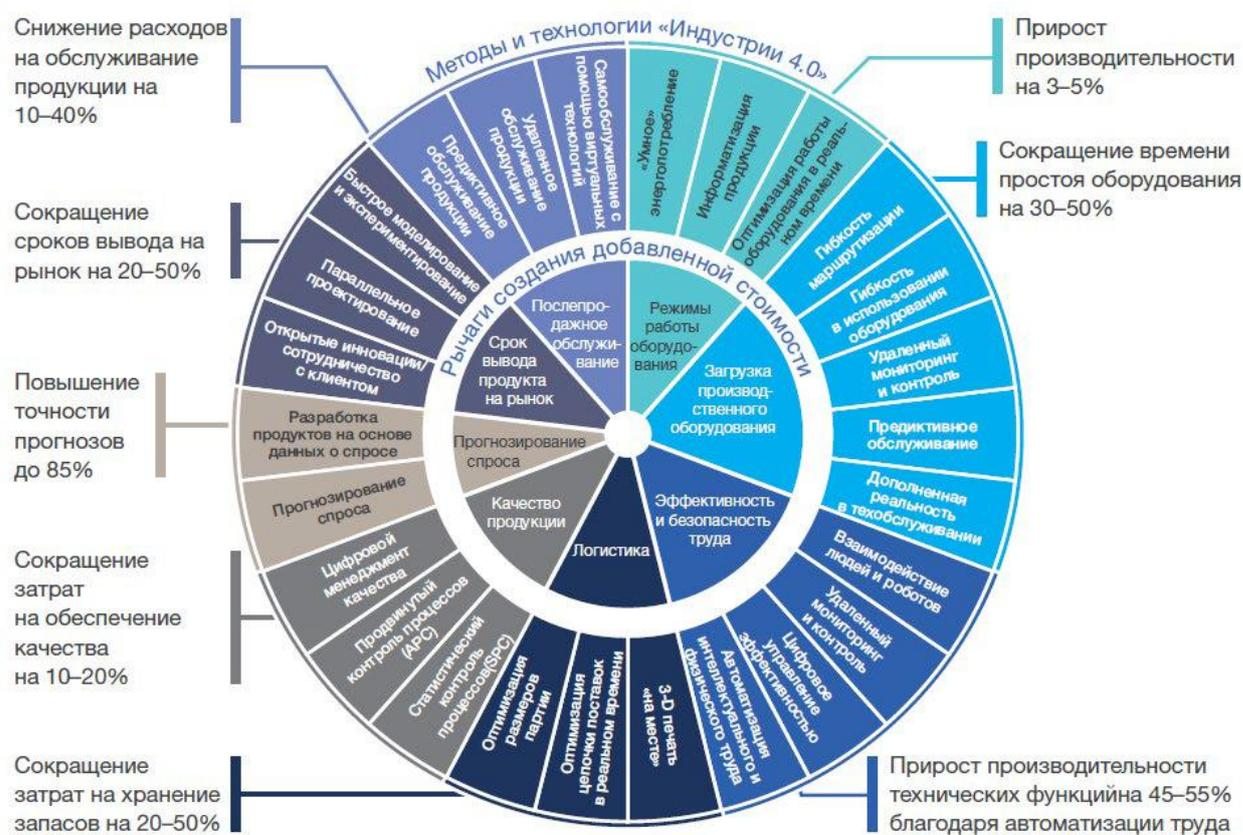 Методы и технологии «Индустрии 4.0»
Рычаги создания добавленной стоимости
Снижение расходов
на обслуживание
продукции на
10–40%
Сокращение
сроков вывода на
рынок на 20–50%
Повышение
точности
прогнозов
до 85%
Сокращение
затрат
на обеспечение
качества
на 10–20%
Сокращение
затрат на хранение
запасов на 20–50%
Прирост
производительности
на 3–5%
Сокращение времени
простоя оборудования
на 30–50%
Прирост производительности
технических функцийна 45–55%
благодаря автоматизации труда
«Умное»
энергопотребление
Информатизация
продукции
Оптимизация работы
оборудования в реаль-
ном времени
Гибкость
маршрутизации
Гибкость
в использовании
оборудования
Удаленный
мониторинг
и контроль
Предиктивное
обслуживание
Дополненная
реальность
в техобслуживании
Взаимодействие
людей и роботов
Удаленный
мониторинг
и контроль
Цифровое
управление
эффективностью
Автоматизация
интеллектуального и
физического труда
3-D печать
«на месте»
Оптимизация
цепочки поставок
в реальном времени
Оптимизация
размеров
партии
Статистический
контроль
процессов(SPC)
Продвинутый
контроль процессов
(APC)
Цифровой
менеджмент
качества
Прогнозирование
спроса
Разработка
продуктов на основе
данных о спросе
Открытые инновации/
сотрудничество
с клиентом
Параллельное
проектирование
Быстрое моделирование
и экспериментирование
Предиктивное
обслуживание
продукции
Удаленное
обслуживание
продукции
Самообслуживание с
помощью виртуальных
технологий
Режимы
работы
оборудо-
вания
Загрузка
производ-
ственного
оборудования
Эффективность
и безопасность
труда
Логистика
Качество
продукции
Прогнозирование
спроса
Срок
вывода
продукта
на рынок
Послепро-
дажное
обслужи-
вание